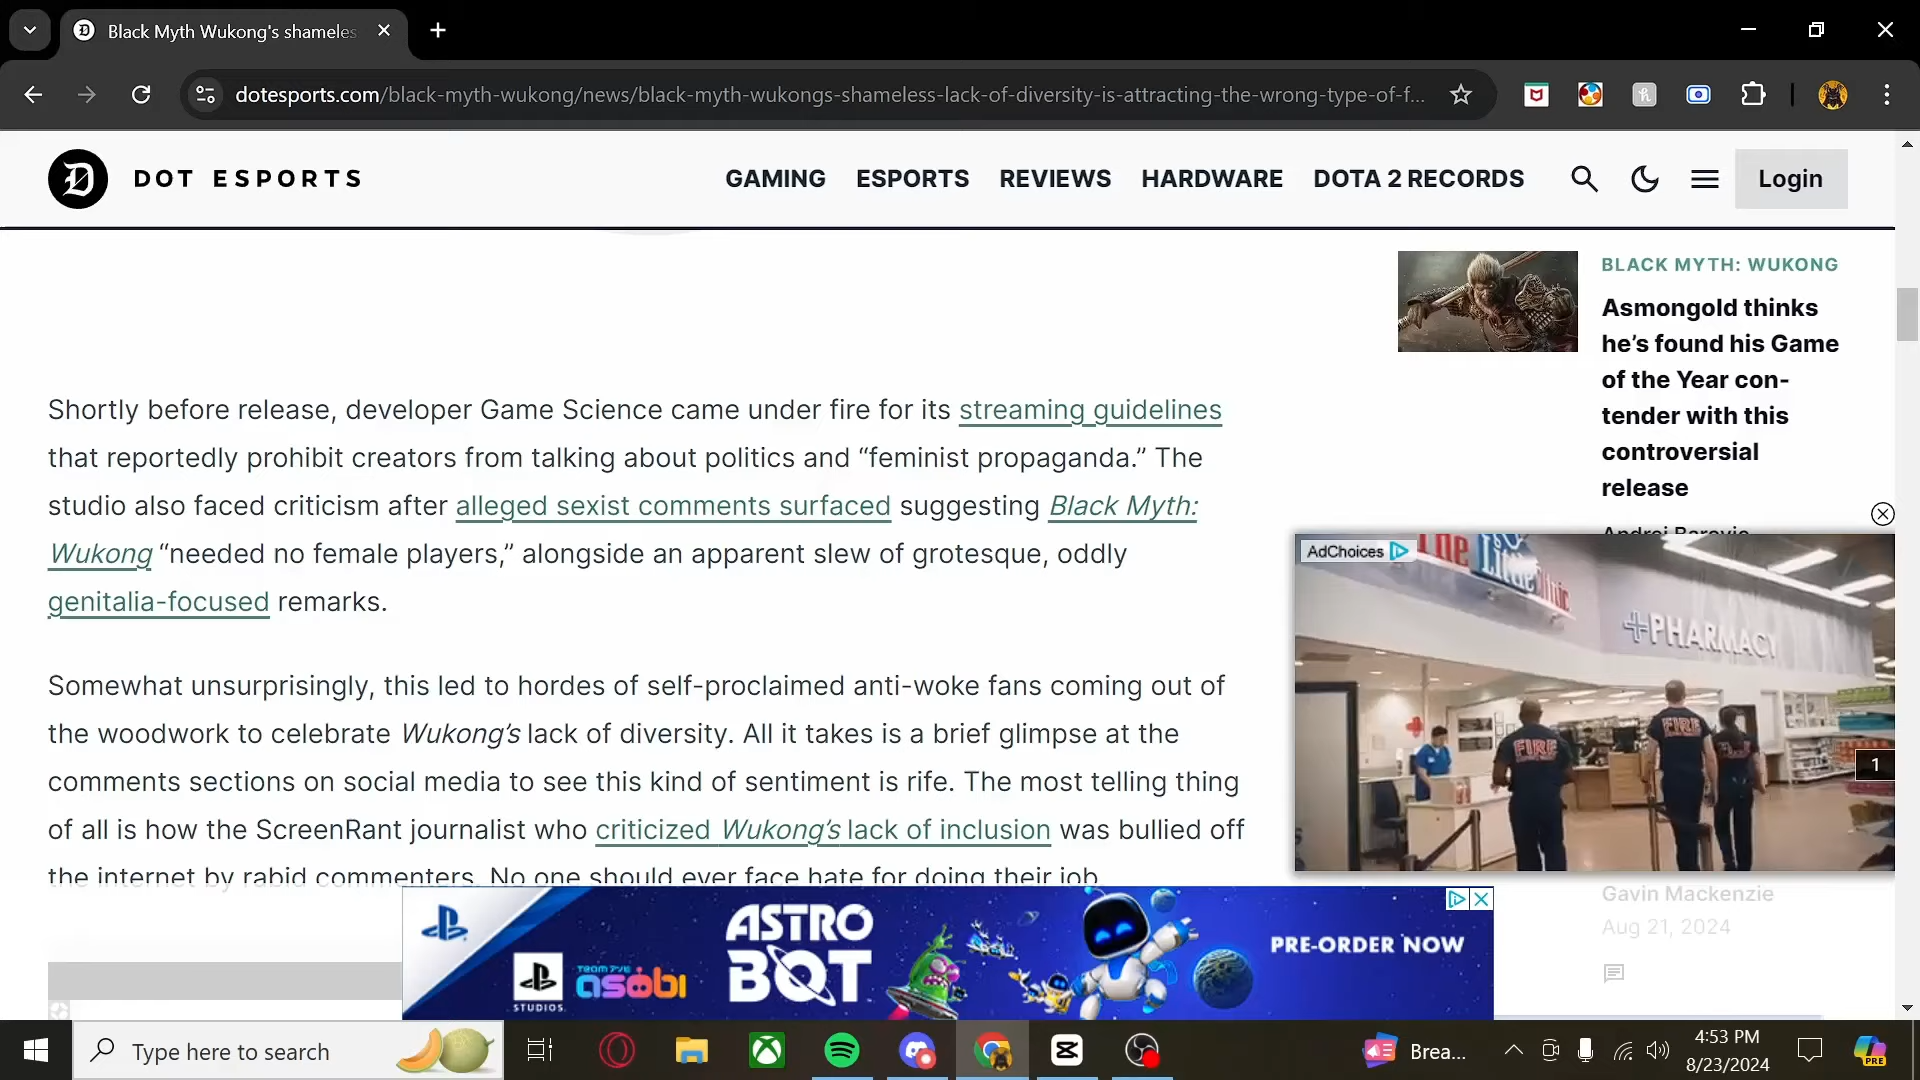 Black Myth Wukong's shameles
dotesports.com/black-myth-wukong/news/black-myth-wukongs-shameless-lack-of-diversity-is-attracting-the-wrong-type-of-f...
DOT ESPORTS
GAMING ESPORTS REVIEWS HARDWARE DOTA 2 RECORDS Login
Shortly before release, developer Game Science came under fire for its streaming guidelines
that reportedly prohibit creators from talking about politics and “feminist propaganda.” The
studio also faced criticism after alleged sexist comments surfaced suggesting Black Myth:
Wukong “needed no female players,” alongside an apparent slew of grotesque, oddly
genitalia-focused remarks.
Somewhat unsurprisingly, this led to hordes of self-proclaimed anti-woke fans coming out of
the woodwork to celebrate Wukong’s lack of diversity. All it takes is a brief glimpse at the
comments sections on social media to see this kind of sentiment is rife. The most telling thing
of all is how the ScreenRant journalist who criticized Wukong’s lack of inclusion was bullied off
the internet by rabid commenters. No one should ever face hate for doing their job
BLACK MYTH: WUKONG
Asmongold thinks
he’s found his Game
of the Year con-
tender with this
controversial
release
AdChoices
The Little Clinic
PHARMACY
FIRE
FIRE
1
Gavin Mackenzie
Aug 21, 2024
PlayStation STUDIOS
TEAM asobi
ASTRO
BOT
PRE-ORDER NOW
Type here to search
Brea...
4:53 PM
8/23/2024
PRE